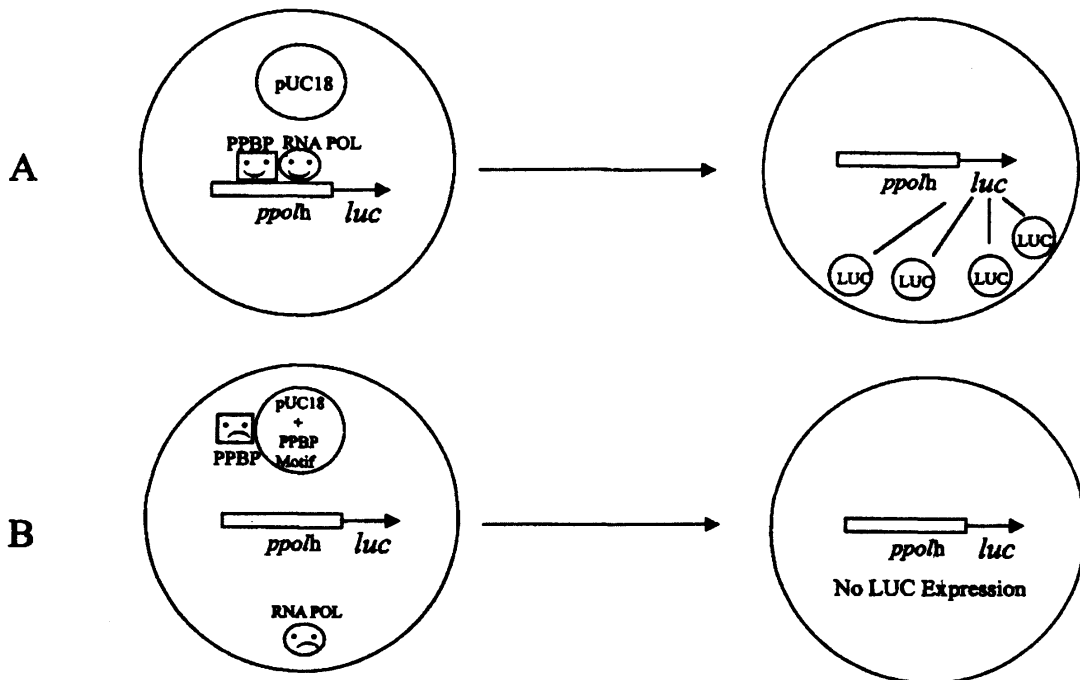 A
pUC18
PPBP RNA POL
ppolh luc
ppolh luc
LUC LUC LUC LUC
B
pUC18
+
PPBP
Motif
PPBP
ppolh luc
RNA POL
ppolh luc
No LUC Expression